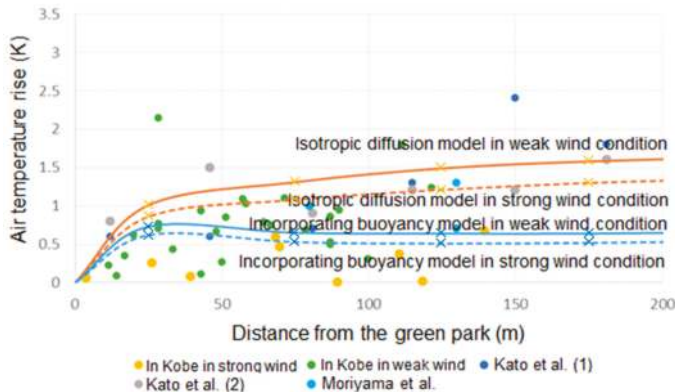 3.5
3
2.5
2
1.5
1
0.5
0
Air temperature rise (K)
Isotropic diffusion model in weak wind condition
Isotropic diffusion model in strong wind condition
Incorporating buoyancy model in weak wind condition
Incorporating buoyancy model in strong wind condition
0 50 100 150 200
Distance from the green park (m)
In Kobe in strong wind In Kobe in weak wind Kato et al. (1)
Kato et al. (2) Moriyama et al.